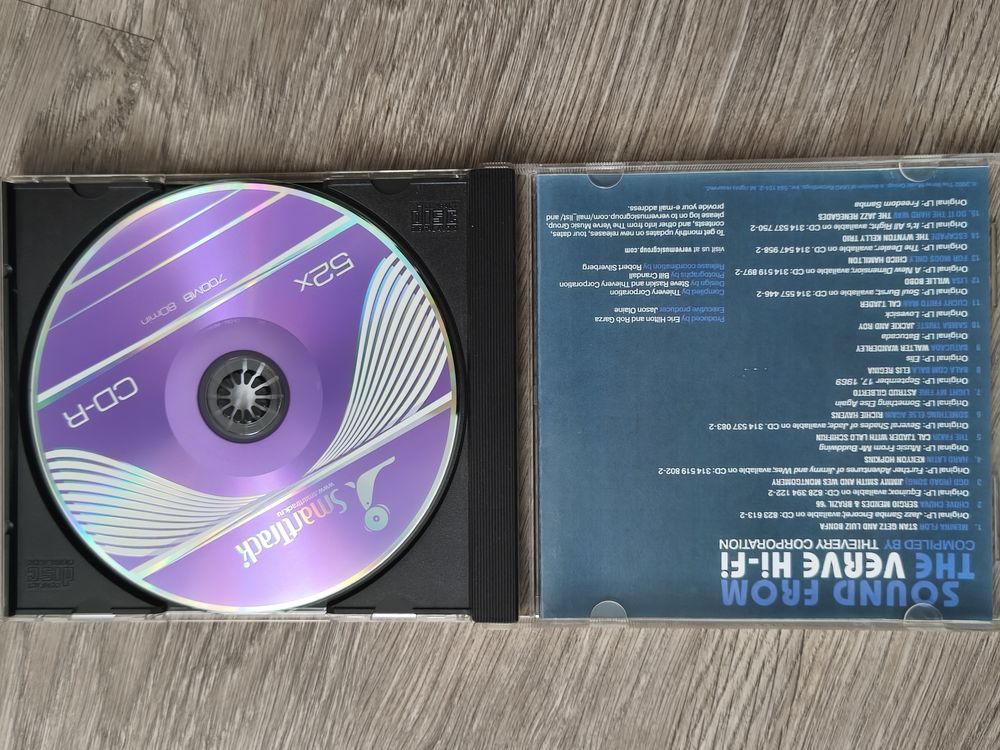 SOUND FROM
THE VERVE Hi-Fi
COMPILED BY THIEVERY CORPORATION
1. MENINA FLOR STAN GETZ AND LUIZ BONFA
Original LP: Jazz Samba Encore!; available on CD: 823 613-2
2 CHOVE CHUVA SERGIO MENDES & BRAZIL '66
Original LP: Equinox; available on CD: 828 394 122-2
3 OGD (ROAD SONG) JIMMY SMITH AND WES MONTGOMERY
Original LP: Further Adventures of Jimmy and Wes; available on CD: 314 519 802-2
4. HARD LATIN KENYON HOPKINS
Original LP: Music From Mr Buddwing
5 THE FAKIR CAL TJADER WITH LALO SCHIFRIN
Original LP: Several Shades of Jade; available on CD: 314 537 083-2
6 SOMETHING ELSE AGAIN RICHIE HAVENS
Original LP: Something Else Again
7. LIGHT MY FIRE ASTRUD GILBERTO
Original LP: September 17, 1969
8 BALA COM BALA ELIS REGINA
Original LP: Ellis
9 BATUCADA WALTER WANDERLEY
Original LP: Batucada
10 SAMBA TRISTE JACKIE AND ROY
Original LP: Lovesick
11 CUCHY FRITO MAN CAL TJADER
Original LP: Soul Burst; CD: 314 557 446-2
12 LISA WILLIE BOBO
Original LP: A New Dimension; available on CD: 314 519 897-2
13 FOR MODS ONLY CHICO HAMILTON
Original LP: The Dealer; available on CD: 314 547 958-2
14 ESCAPADE THE WYNTON KELLY TRIO
Original LP: It's All Right; available on CD: 314 537 750-2
15. DO IT THE HARD WAY THE JAZZ RENEGADES
Original LP: Freedom Samba
Produced by Eric Hilton and Rob Garza
Executive producer Jason Olaine
Compiled by Thievery Corporation
Design by Steve Raskin and Thievery Corporation
Photographs by Bill Crandall
Release coordination by Robert Silverberg
visit us at vervemusicgroup.com
To get monthly updates on new releases, tour dates,
contests, and other info from The Verve Music Group,
please log on to vervemusicgroup.com/mail_list/, and
provide your e-mail address.
SmartTrack
www.smarttrack.ru
CD-R
700MB 80min
52x